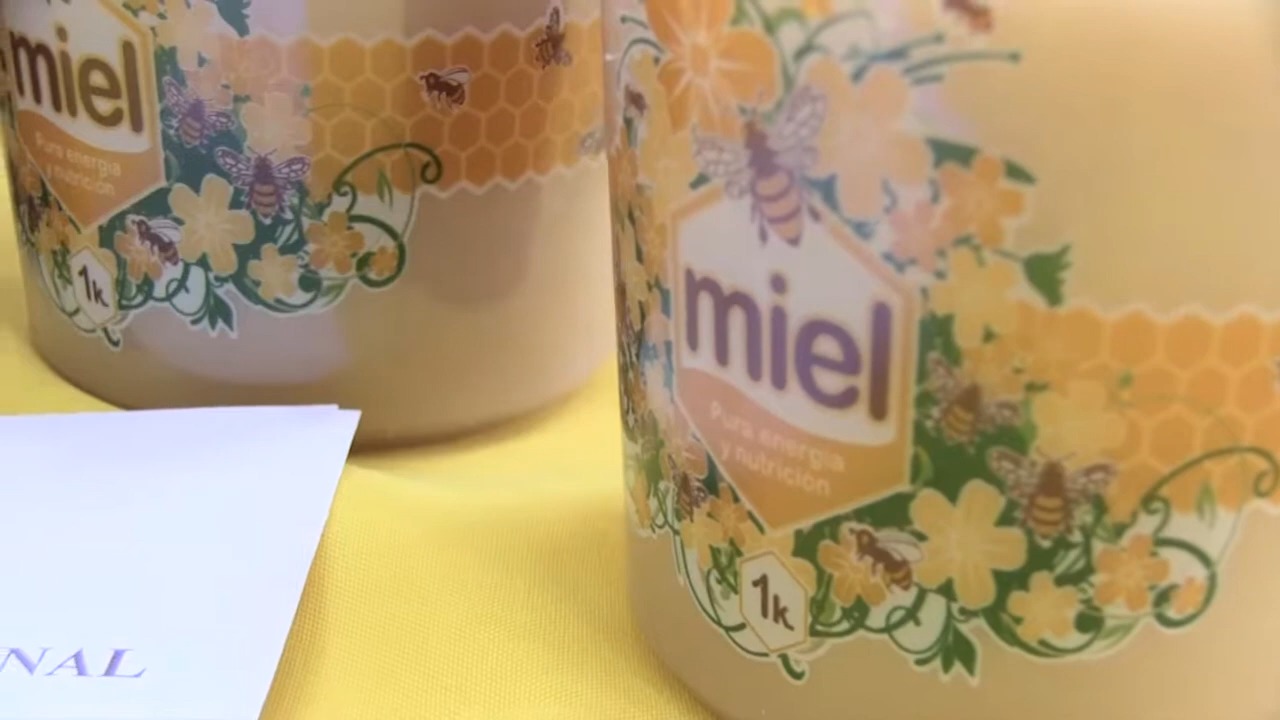 miel
Pura energía
y nutrición
1k
miel
Pura energía
y nutrición
1k
NAL